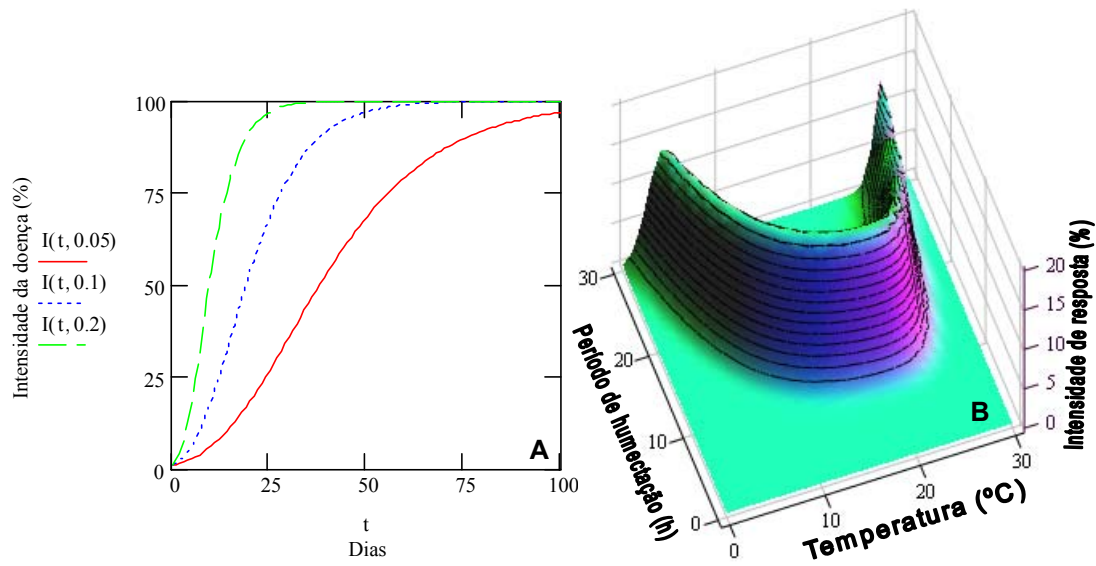 Intensidade da doença (%)
I(t, 0.05)
I(t, 0.1)
I(t, 0.2)
100
75
50
25
0
0
25
50
75
100
t
Dias
A
30
20
10
0
Período de humectação (h)
0
10
20
30
Temperatura (ºC)
20
15
10
5
0
Intensidade de resposta (%)
B